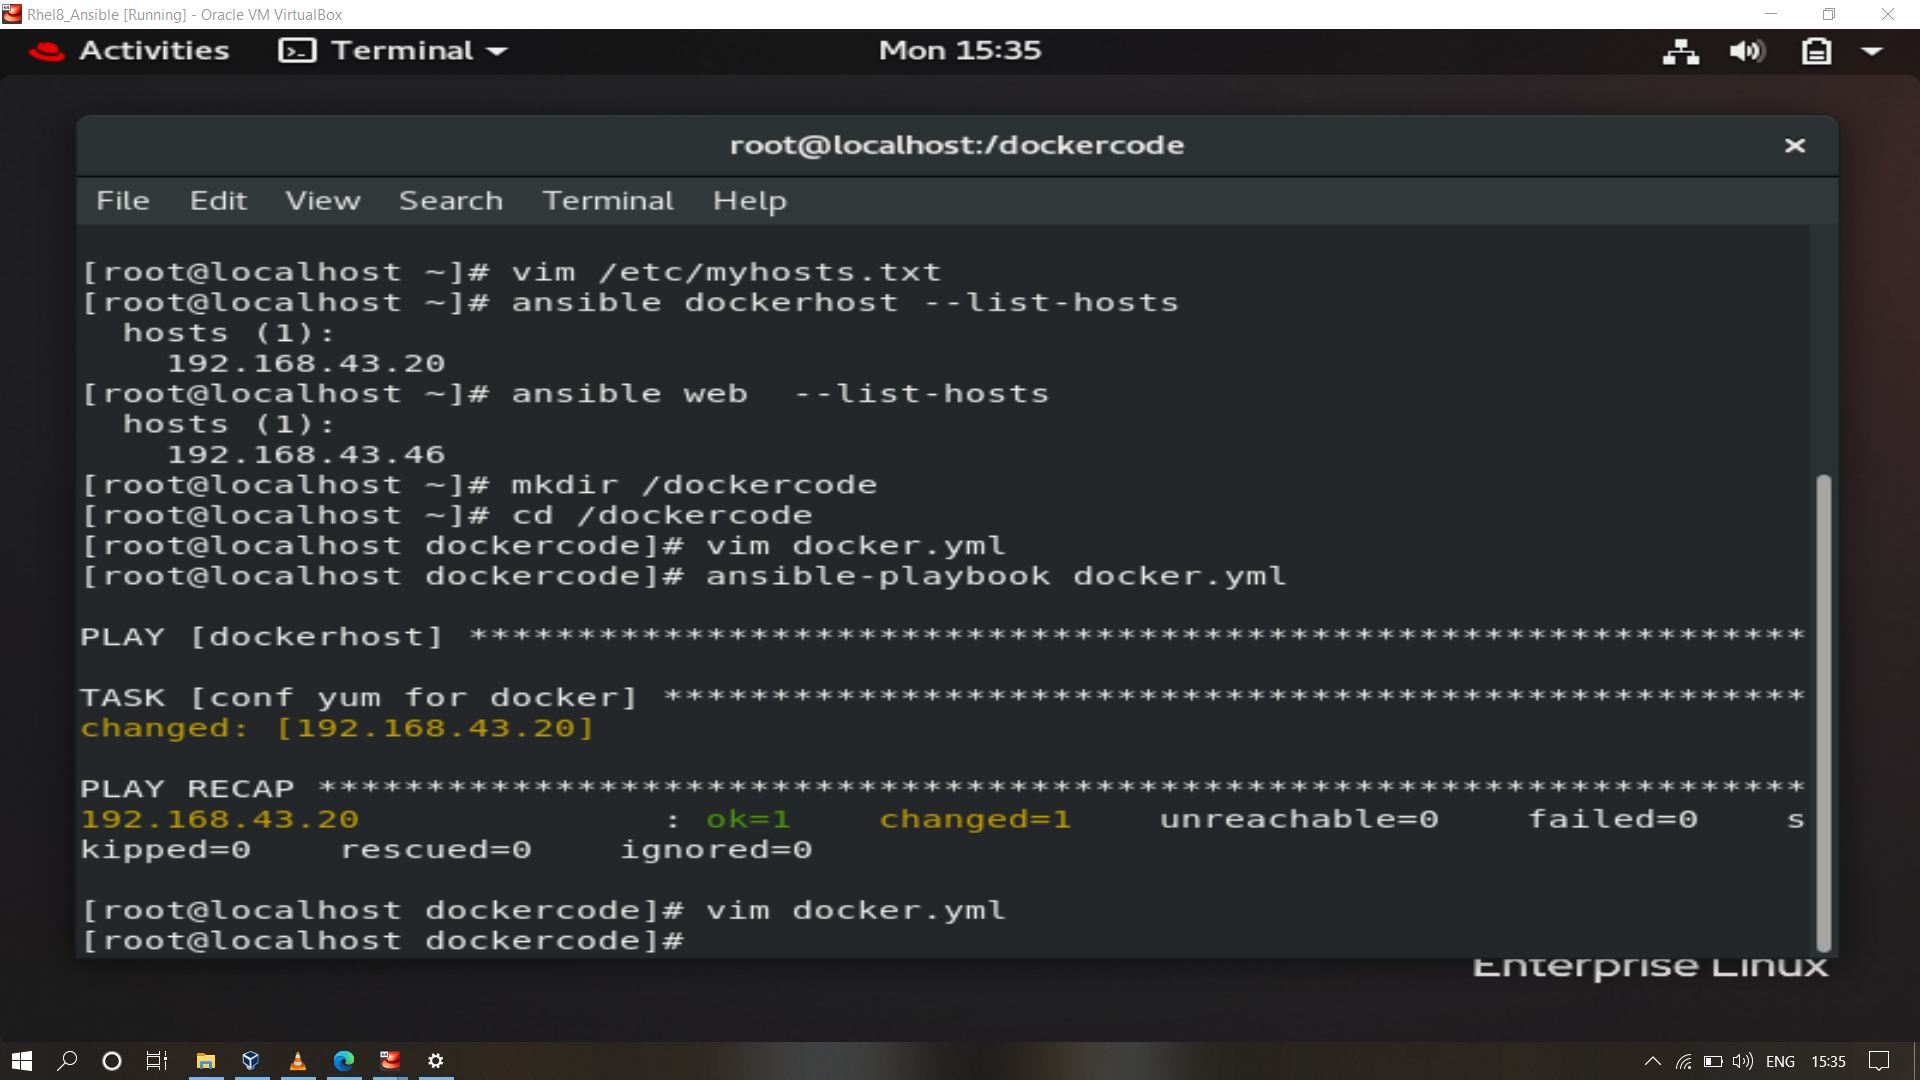 Rhel8_Ansible [Running] - Oracle VM VirtualBox
Activities Terminal Mon 15:35
root@localhost:/dockercode
File Edit View Search Terminal Help
[root@localhost ~]# vim /etc/myhosts.txt
[root@localhost ~]# ansible dockerhost --list-hosts
  hosts (1):
    192.168.43.20
[root@localhost ~]# ansible web  --list-hosts
  hosts (1):
    192.168.43.46
[root@localhost ~]# mkdir /dockercode
[root@localhost ~]# cd /dockercode
[root@localhost dockercode]# vim docker.yml
[root@localhost dockercode]# ansible-playbook docker.yml
PLAY [dockerhost] **************************************************************
TASK [conf yum for docker] *****************************************************
changed: [192.168.43.20]
PLAY RECAP *********************************************************************
192.168.43.20              : ok=1    changed=1    unreachable=0    failed=0    s
kipped=0    rescued=0    ignored=0
[root@localhost dockercode]# vim docker.yml
[root@localhost dockercode]#
Enterprise Linux
ENG 15:35